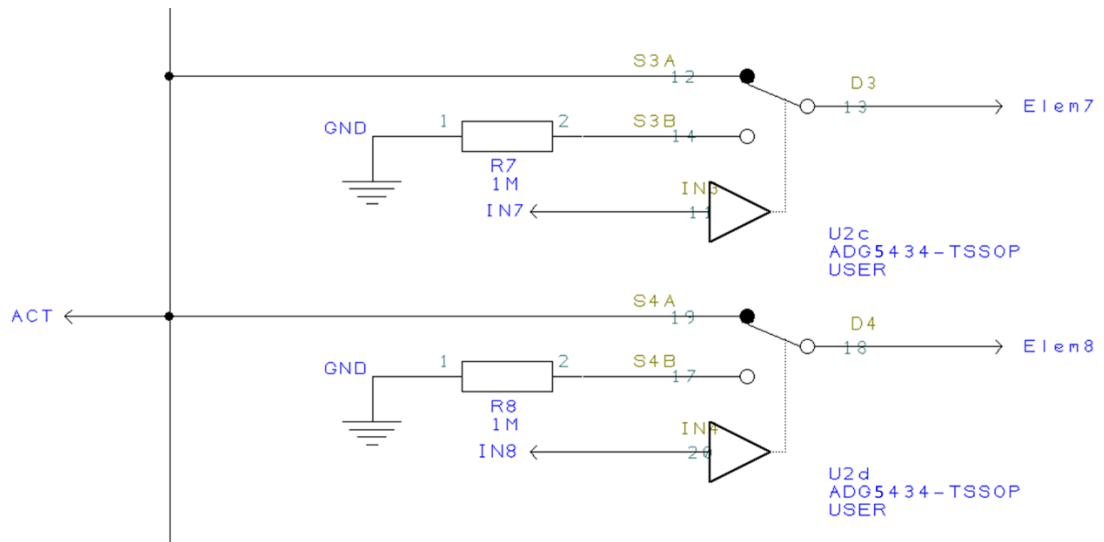 S3A
12
D3
13
Elem7
GND
1
2
S3B
14
R7
1M
IN3
11
IN7
U2c
ADG5434-TSSOP
USER
ACT
S4A
19
D4
18
Elem8
GND
1
2
S4B
17
R8
1M
IN4
20
IN8
U2d
ADG5434-TSSOP
USER